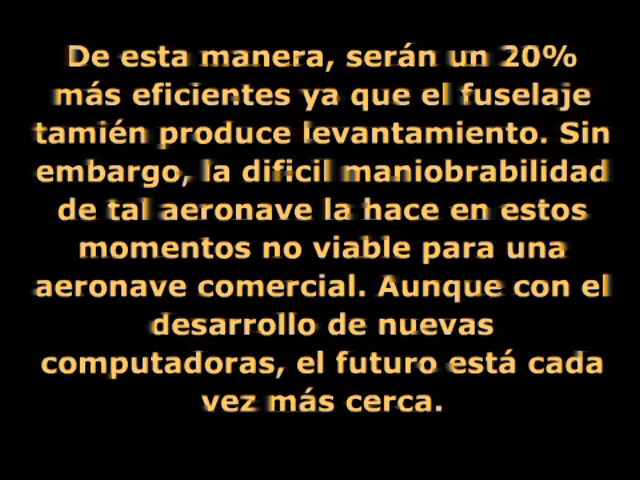 De esta manera, serán un 20%
más eficientes ya que el fuselaje
tamién produce levantamiento. Sin
embargo, la dificil maniobrabilidad
de tal aeronave la hace en estos
momentos no viable para una
aeronave comercial. Aunque con el
desarrollo de nuevas
computadoras, el futuro está cada
vez más cerca.